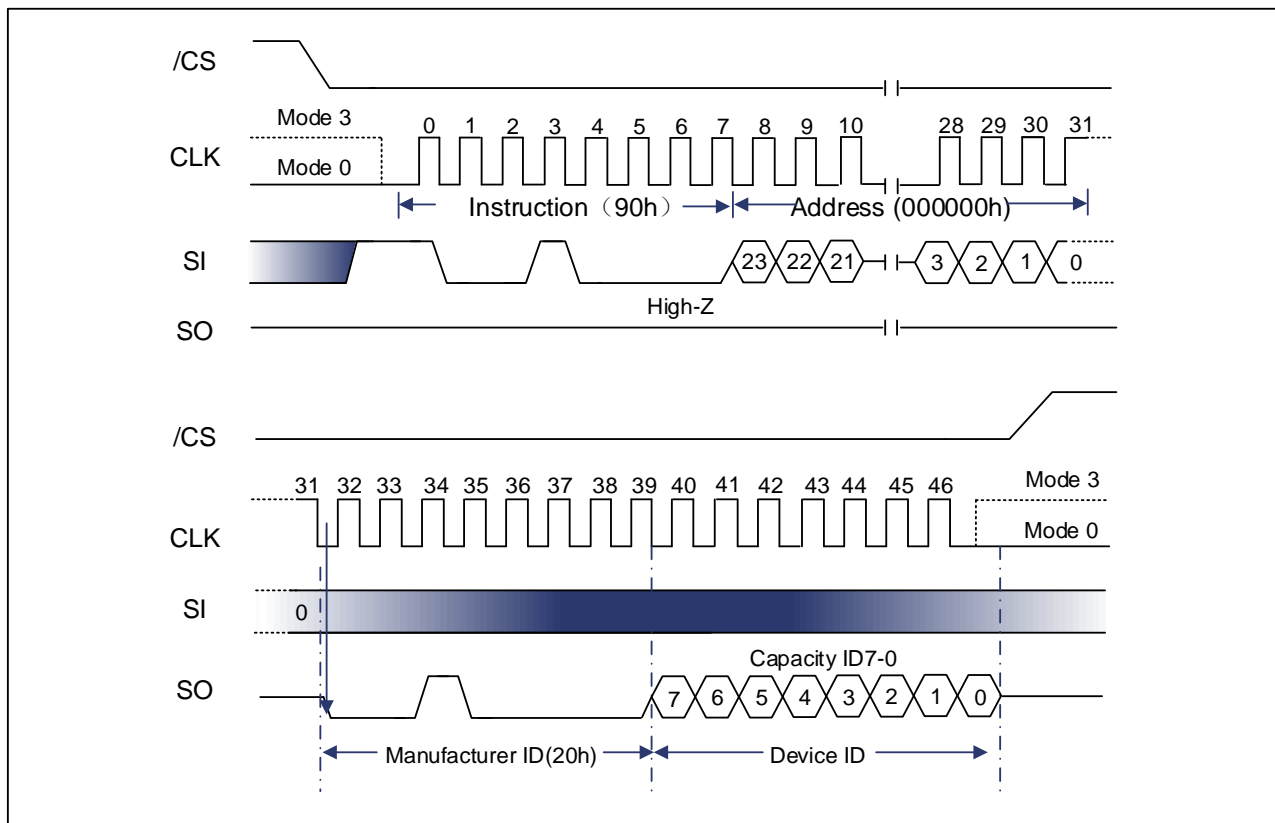 /CS
Mode 3
0 1 2 3 4 5 6 7 8 9 10 28 29 30 31
CLK
Mode 0
Instruction（90h） Address (000000h)
SI
23 22 21 3 2 1 0
High-Z
SO
/CS
31 32 33 34 35 36 37 38 39 40 41 42 43 44 45 46
Mode 3
CLK
Mode 0
SI
0
Capacity ID7-0
SO
7 6 5 4 3 2 1 0
Manufacturer ID(20h) Device ID